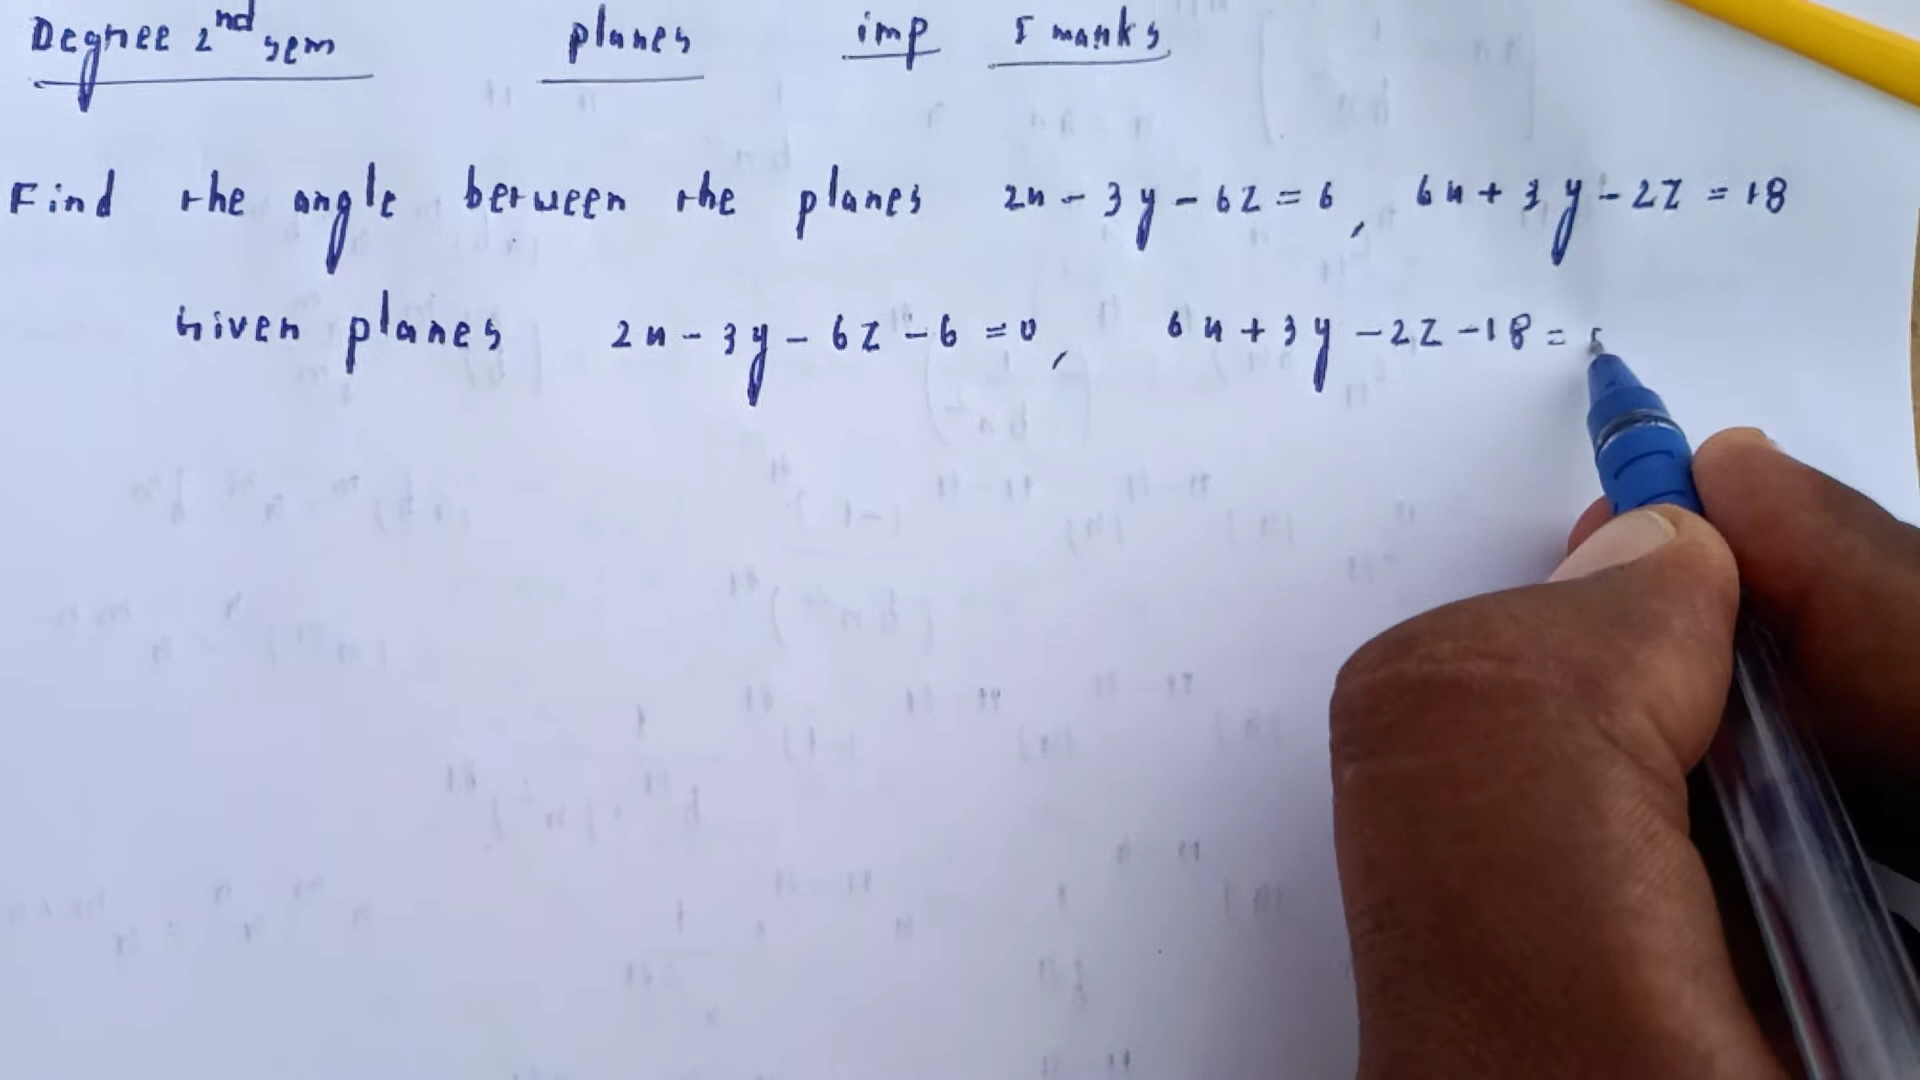 Degree 2nd sem planes imp 5 marks
Find the angle between the planes 2x - 3y - 6z = 6, 6x + 3y - 2z = 18
Given planes 2x - 3y - 6z - 6 = 0, 6x + 3y - 2z - 18 =